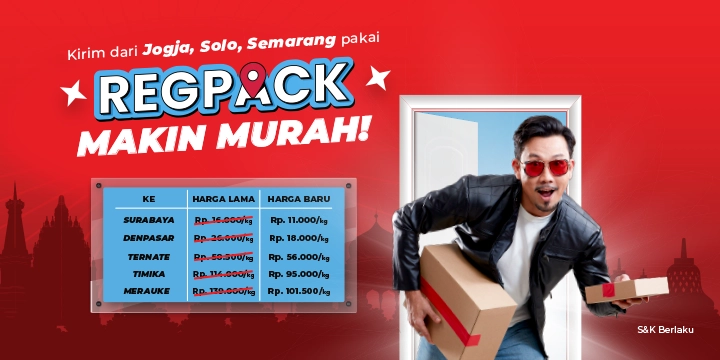 Kirim dari Jogja, Solo, Semarang pakai
REGPACK
MAKIN MURAH!
KE HARGA LAMA HARGA BARU
SURABAYA Rp. 16.000/kg Rp. 11.000/kg
DENPASAR Rp. 26.000/kg Rp. 18.000/kg
TERNATE Rp. 58.500/kg Rp. 56.000/kg
TIMIKA Rp. 114.000/kg Rp. 95.000/kg
MERAUKE Rp. 139.000/kg Rp. 101.500/kg
S&K Berlaku